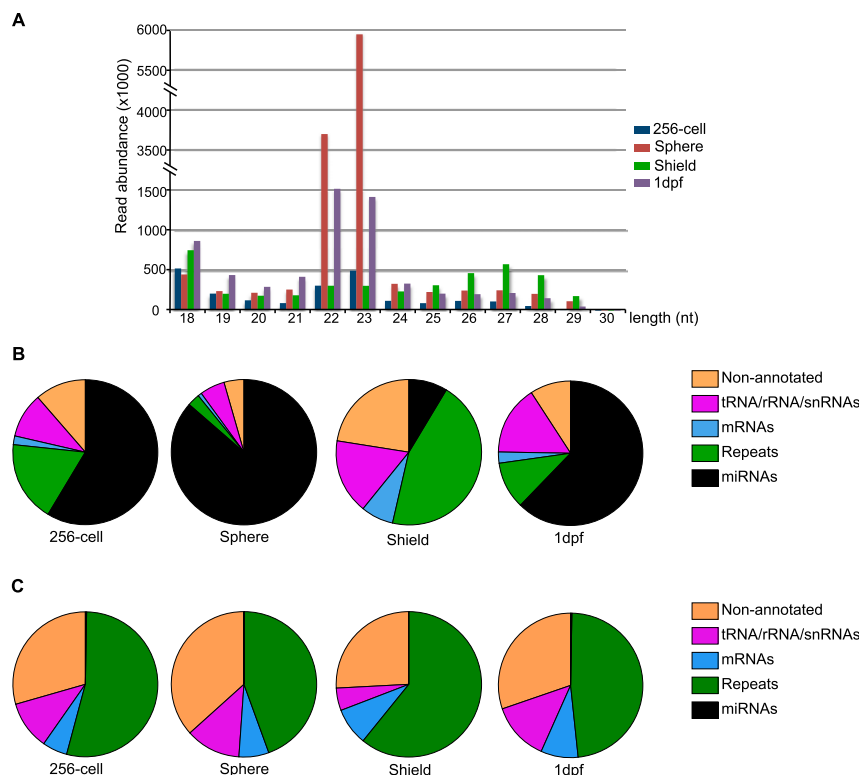 A
Read abundance (x1000)
6000
5500
4000
3500
1500
1000
500
0
18 19 20 21 22 23 24 25 26 27 28 29 30 length (nt)
256-cell
Sphere
Shield
1dpf
B
256-cell Sphere Shield 1dpf
Non-annotated
tRNA/rRNA/snRNAs
mRNAs
Repeats
miRNAs
C
256-cell Sphere Shield 1dpf
Non-annotated
tRNA/rRNA/snRNAs
mRNAs
Repeats
miRNAs